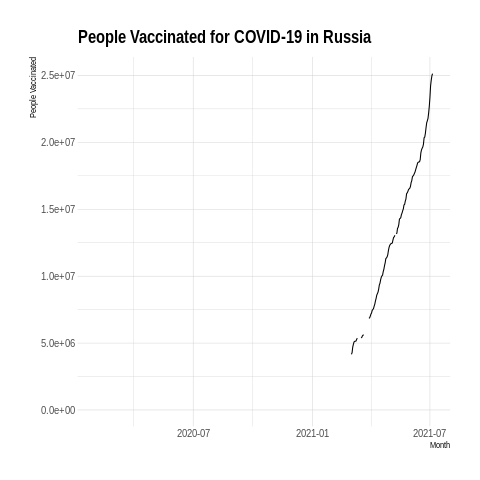 People Vaccinated for COVID-19 in Russia
People Vaccinated
2.5e+07
2.0e+07
1.5e+07
1.0e+07
5.0e+06
0.0e+00
2020-07
2021-01
2021-07
Month